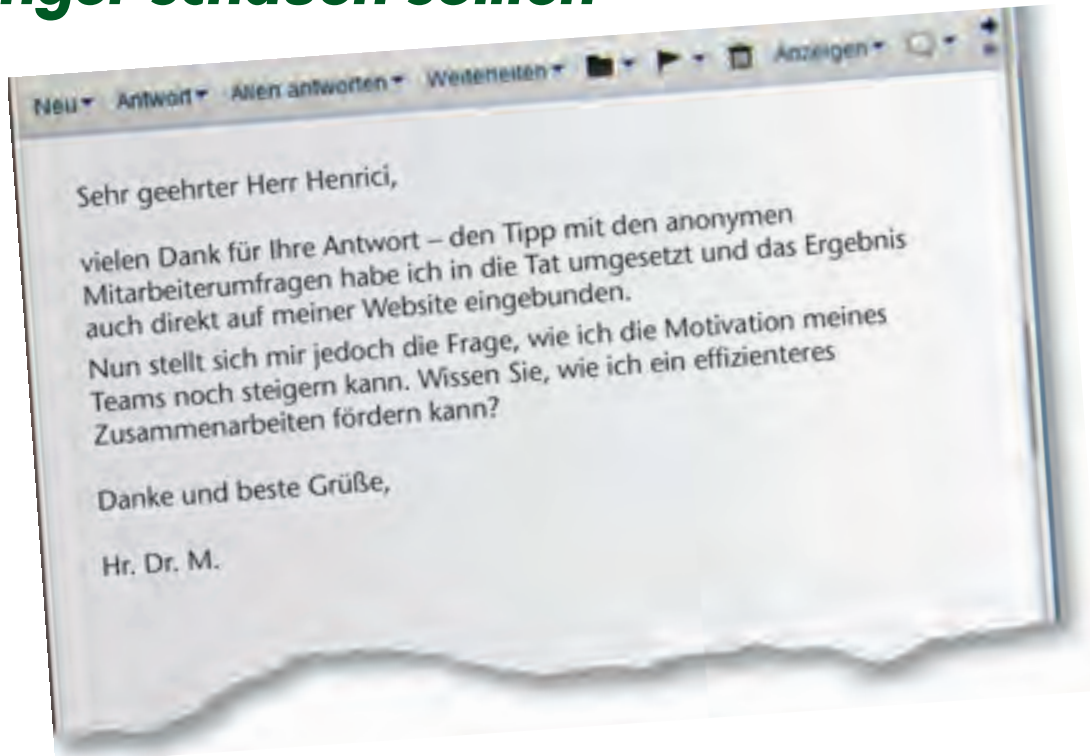 Neu Antwort Allen antworten Weiterleiten Anzeigen
Sehr geehrter Herr Henrici,
vielen Dank für Ihre Antwort – den Tipp mit den anonymen
Mitarbeiterumfragen habe ich in die Tat umgesetzt und das Ergebnis
auch direkt auf meiner Website eingebunden.
Nun stellt sich mir jedoch die Frage, wie ich die Motivation meines
Teams noch steigern kann. Wissen Sie, wie ich ein effizienteres
Zusammenarbeiten fördern kann?
Danke und beste Grüße,
Hr. Dr. M.